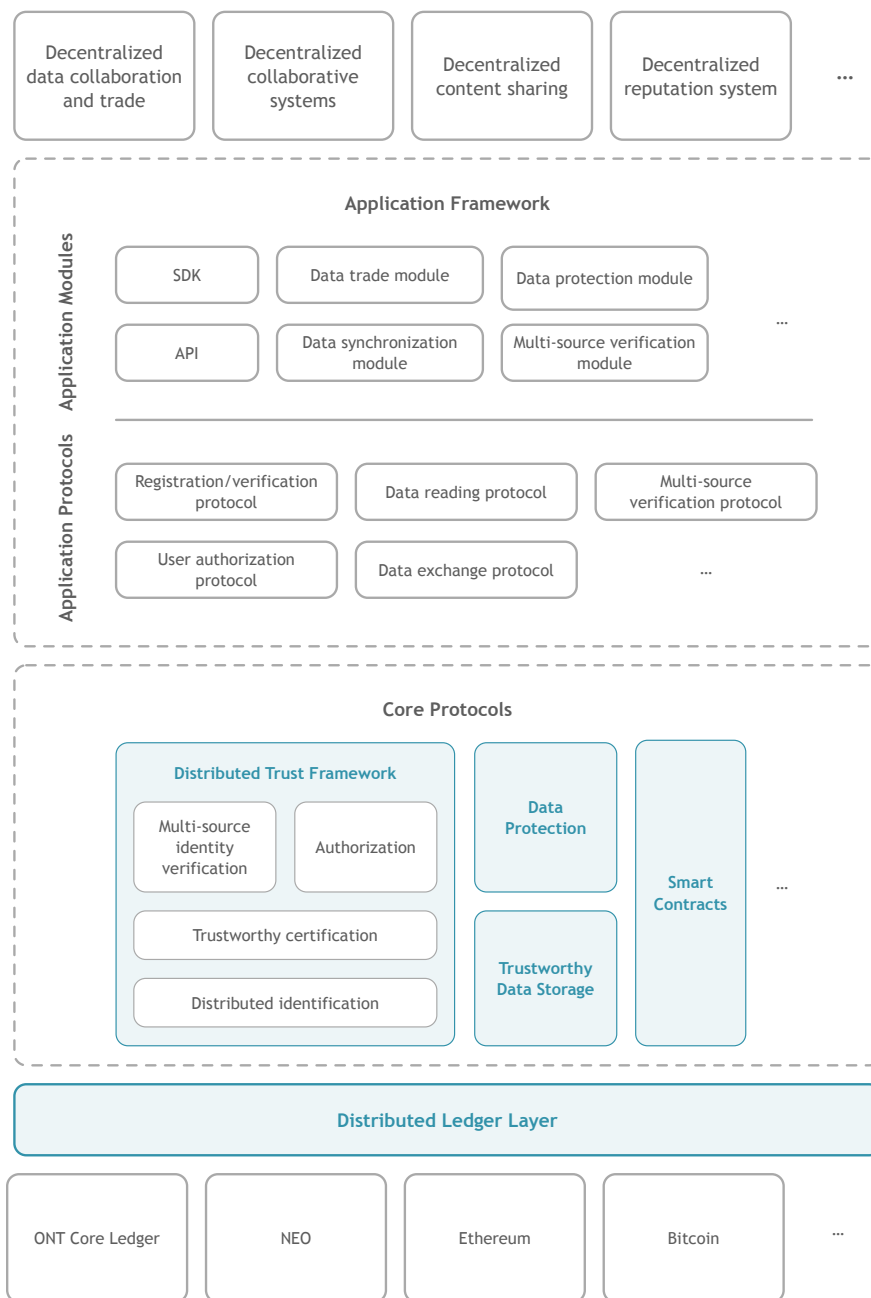 Decentralized
data collaboration
and trade
Decentralized
collaborative
systems
Decentralized
content sharing
Decentralized
reputation system
...
Application Framework
Application Modules
SDK
Data trade module
Data protection module
...
API
Data synchronization
module
Multi-source verification
module
Application Protocols
Registration/verification
protocol
Data reading protocol
Multi-source
verification protocol
User authorization
protocol
Data exchange protocol
...
Core Protocols
Distributed Trust Framework
Multi-source
identity
verification
Authorization
Trustworthy certification
Distributed identification
Data
Protection
Trustworthy
Data Storage
Smart
Contracts
...
Distributed Ledger Layer
ONT Core Ledger
NEO
Ethereum
Bitcoin
...